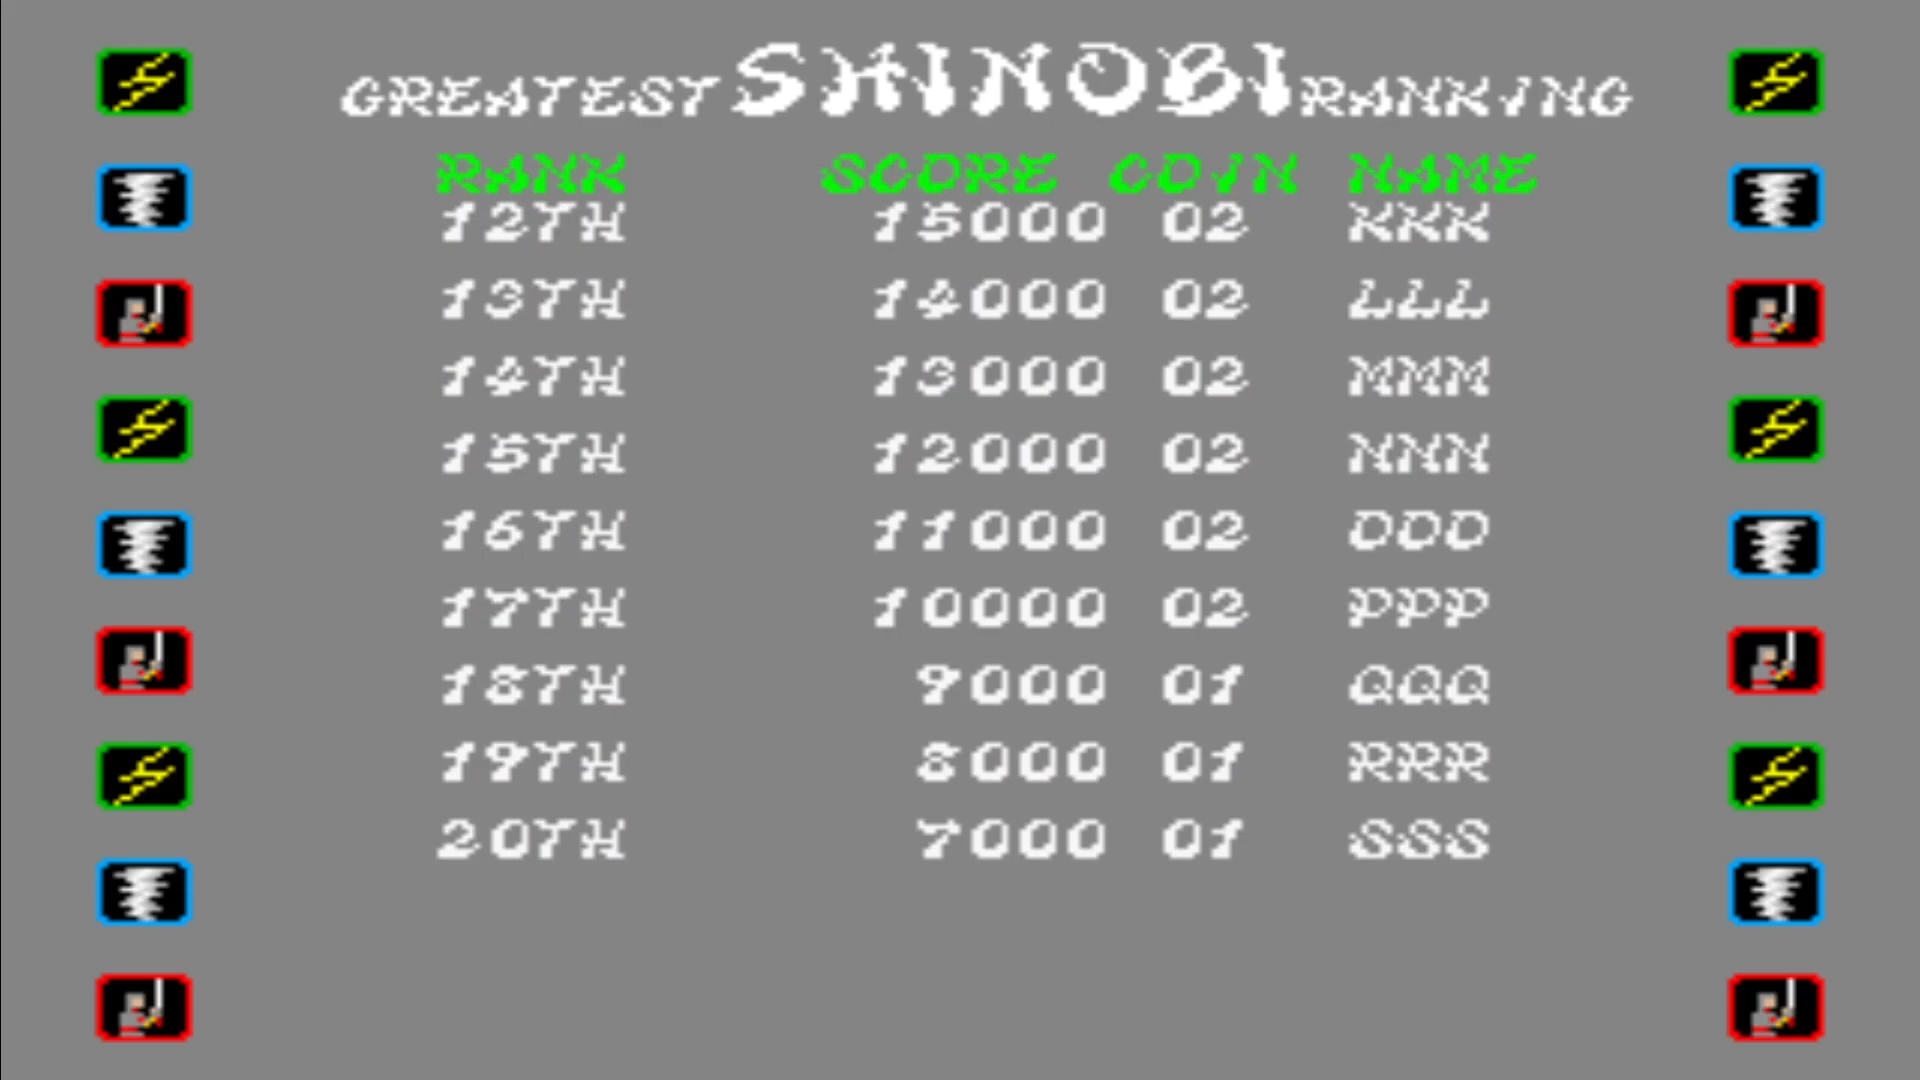 GREATEST SHINOBI RANKING
RANK SCORE COIN NAME
12TH 15000 02 KKK
13TH 14000 02 LLL
14TH 13000 02 MMM
15TH 12000 02 NNN
16TH 11000 02 OOO
17TH 10000 02 PPP
18TH 9000 01 QQQ
19TH 8000 01 RRR
20TH 7000 01 SSS